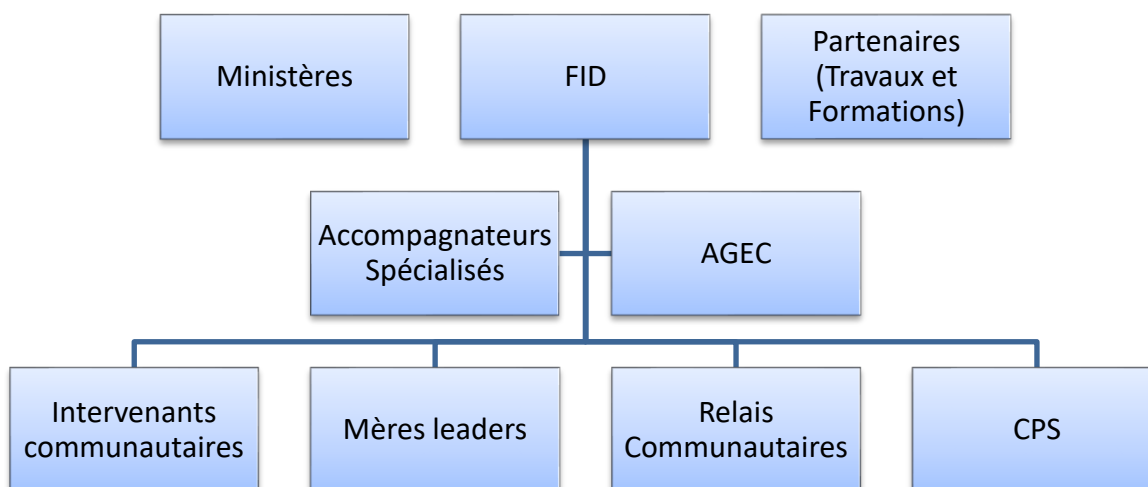 Ministères
FID
Partenaires
(Travaux et
Formations)
Accompagnateurs
Spécialisés
AGEC
Intervenants
communautaires
Mères leaders
Relais
Communautaires
CPS